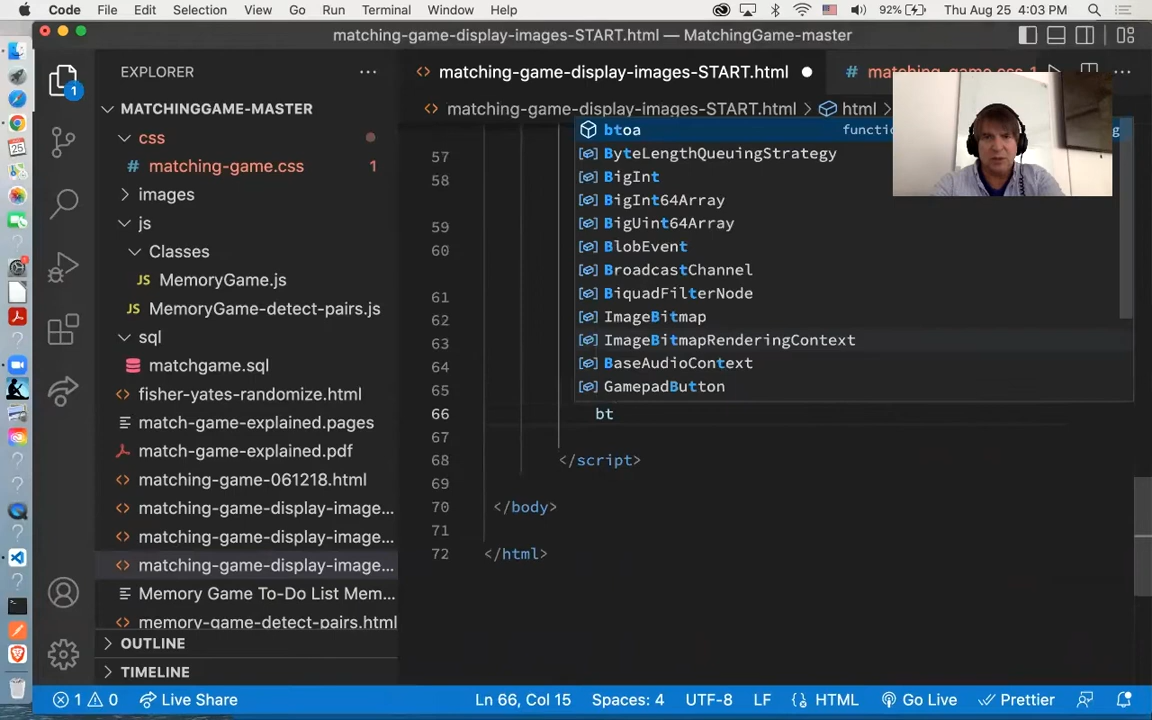 Code File Edit Selection View Go Run Terminal Window Help 92% Thu Aug 25 4:03 PM
matching-game-display-images-START.html — MatchingGame-master
EXPLORER
matching-game-display-images-START.html
# matching-game.css 1
matching-game-display-images-START.html > html >
1
MATCHINGGAME-MASTER
css
# matching-game.css 1
images
js
Classes
JS MemoryGame.js
JS MemoryGame-detect-pairs.js
sql
matchgame.sql
fisher-yates-randomize.html
match-game-explained.pages
match-game-explained.pdf
matching-game-061218.html
matching-game-display-image...
matching-game-display-image...
matching-game-display-image...
Memory Game To-Do List Mem...
memory-game-detect-pairs.html
OUTLINE
TIMELINE
57
58
59
60
61
62
63
64
65
66 bt
67
68 </script>
69
70 </body>
71
72 </html>
btoa
ByteLengthQueuingStrategy
BigInt
BigInt64Array
BigUint64Array
BlobEvent
BroadcastChannel
BiquadFilterNode
ImageBitmap
ImageBitmapRenderingContext
BaseAudioContext
GamepadButton
1 0 Live Share Ln 66, Col 15 Spaces: 4 UTF-8 LF HTML Go Live Prettier